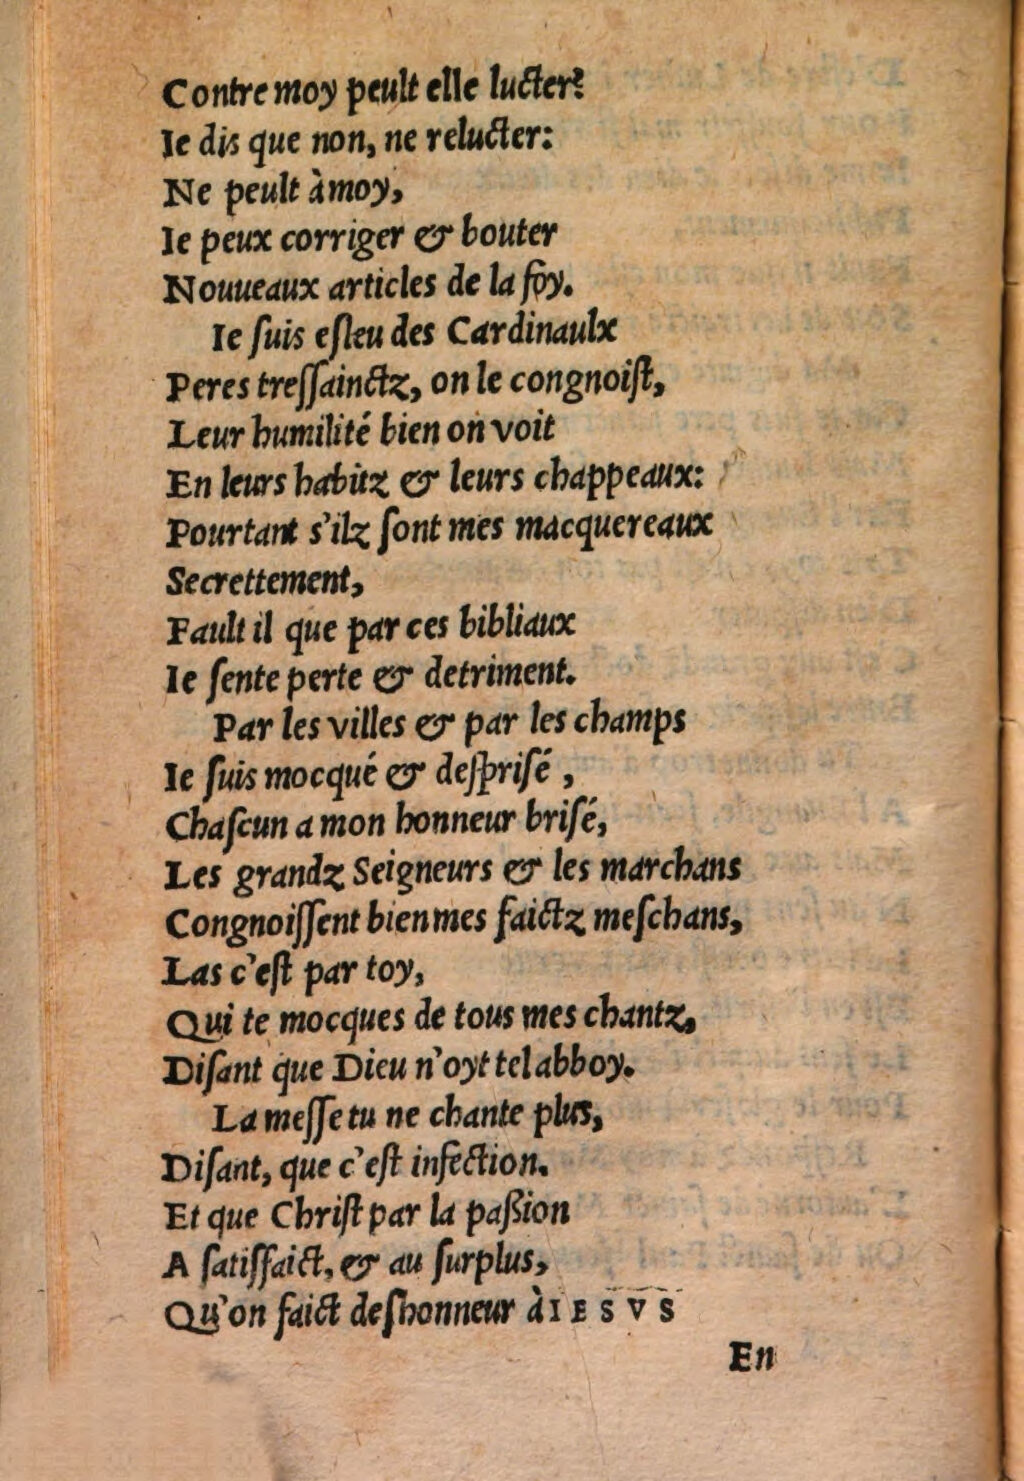 Contre moy peult elle lucter?
Ie dis que non, ne relucter:
Ne peult à moy,
Ie peux corriger & bouter
Nouueaux articles de la foy.
Ie ſuis eſleu des Cardinaulx
Peres treſſainctz, on le congnoiſt,
Leur humilité bien on voit
En leurs habitz & leurs chappeaux:
Pourtant s'ilz ſont mes macquereaux
Secrettement,
Fault il que par ces bibliaux
Ie ſente perte & detriment.
Par les villes & par les champs
Ie ſuis mocqué & deſpriſé ,
Chaſcun a mon honneur briſé,
Les grandz Seigneurs & les marchans
Congnoiſſent bien mes faictz meſchans,
Las c'eſt par toy,
Qui te mocques de tous mes chantz,
Diſant que Dieu n'oyt tel abboy.
La meſſe tu ne chante plus,
Diſant, que c'eſt infection.
Et que Chriſt par la paſsion
A ſatiſfaict, & au ſurplus,
Qu'on faict deſhonneur à IESVS
En